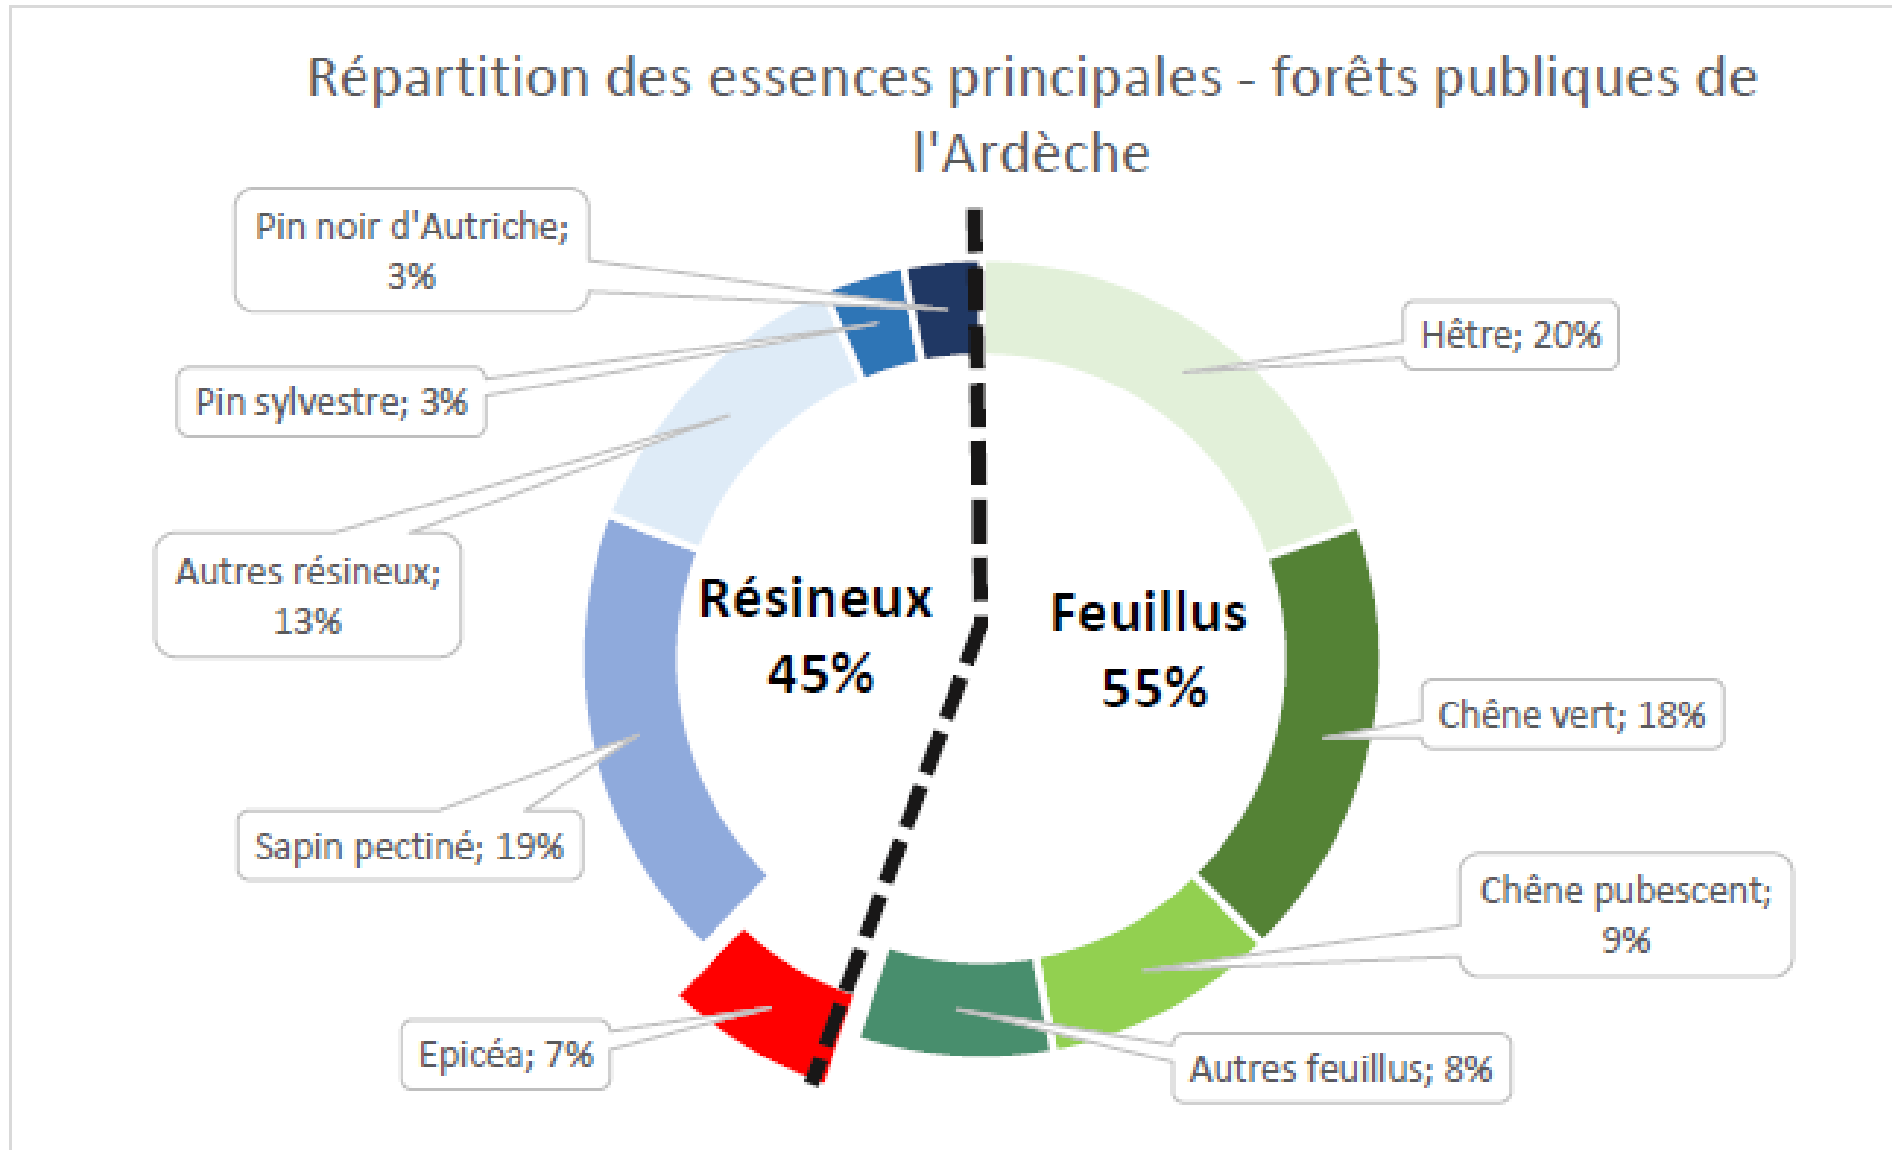 Répartition des essences principales - forêts publiques de
l'Ardèche
Pin noir d'Autriche;
3%
Hêtre; 20%
Pin sylvestre; 3%
Autres résineux;
13%
Résineux
45%
Feuillus
55%
Chêne vert; 18%
Sapin pectiné; 19%
Chêne pubescent;
9%
Epicéa; 7%
Autres feuillus; 8%